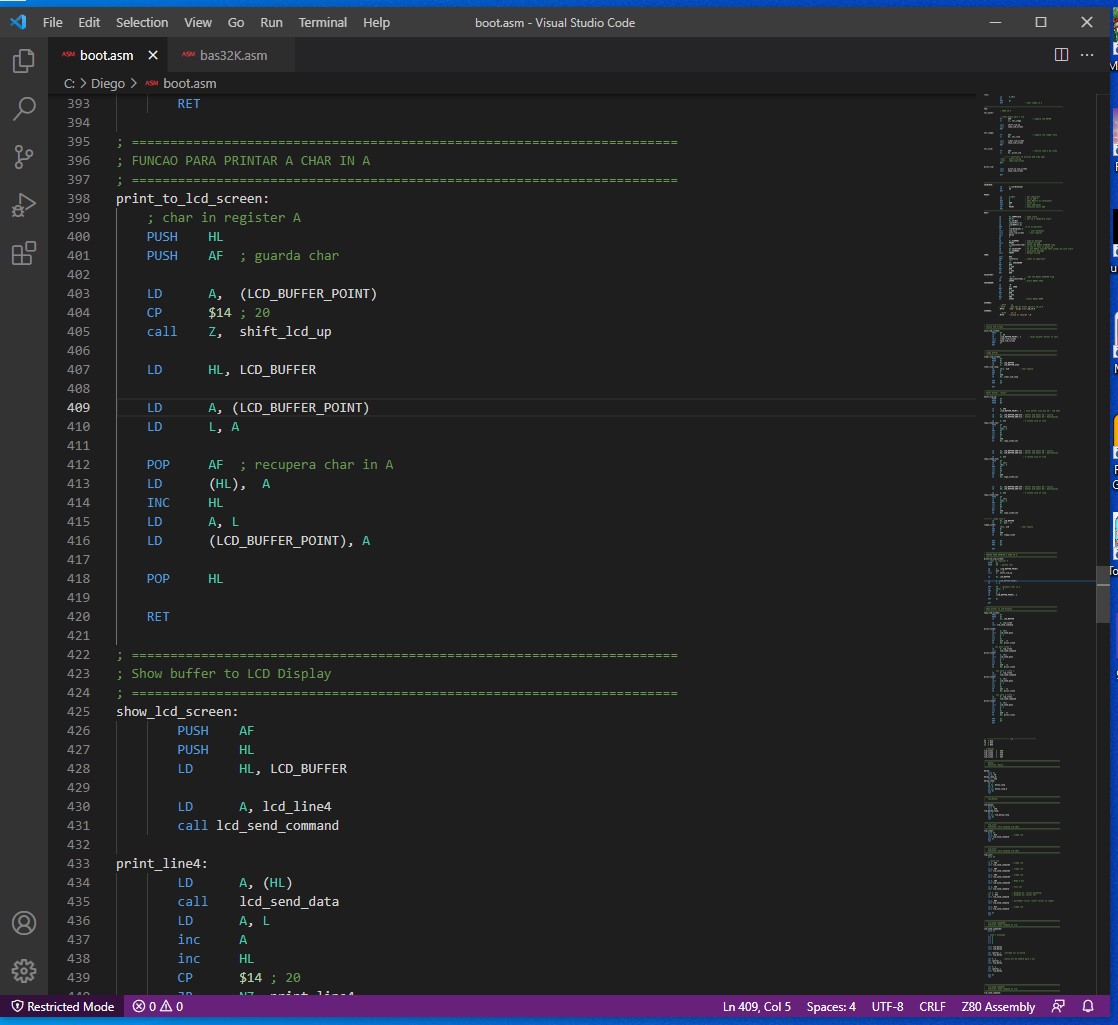 File Edit Selection View Go Run Terminal Help boot.asm - Visual Studio Code
ASM boot.asm ASM bas32K.asm
C: > Diego > ASM boot.asm
393 RET
394
395 ; =======================================================================
396 ; FUNCAO PARA PRINTAR A CHAR IN A
397 ; =======================================================================
398 print_to_lcd_screen:
399 ; char in register A
400 PUSH HL
401 PUSH AF ; guarda char
402
403 LD A, (LCD_BUFFER_POINT)
404 CP $14 ; 20
405 call Z, shift_lcd_up
406
407 LD HL, LCD_BUFFER
408
409 LD A, (LCD_BUFFER_POINT)
410 LD L, A
411
412 POP AF ; recupera char in A
413 LD (HL), A
414 INC HL
415 LD A, L
416 LD (LCD_BUFFER_POINT), A
417
418 POP HL
419
420 RET
421
422 ; =======================================================================
423 ; Show buffer to LCD Display
424 ; =======================================================================
425 show_lcd_screen:
426 PUSH AF
427 PUSH HL
428 LD HL, LCD_BUFFER
429
430 LD A, lcd_line4
431 call lcd_send_command
432
433 print_line4:
434 LD A, (HL)
435 call lcd_send_data
436 LD A, L
437 inc A
438 inc HL
439 CP $14 ; 20
Restricted Mode 0 0 Ln 409, Col 5 Spaces: 4 UTF-8 CRLF Z80 Assembly